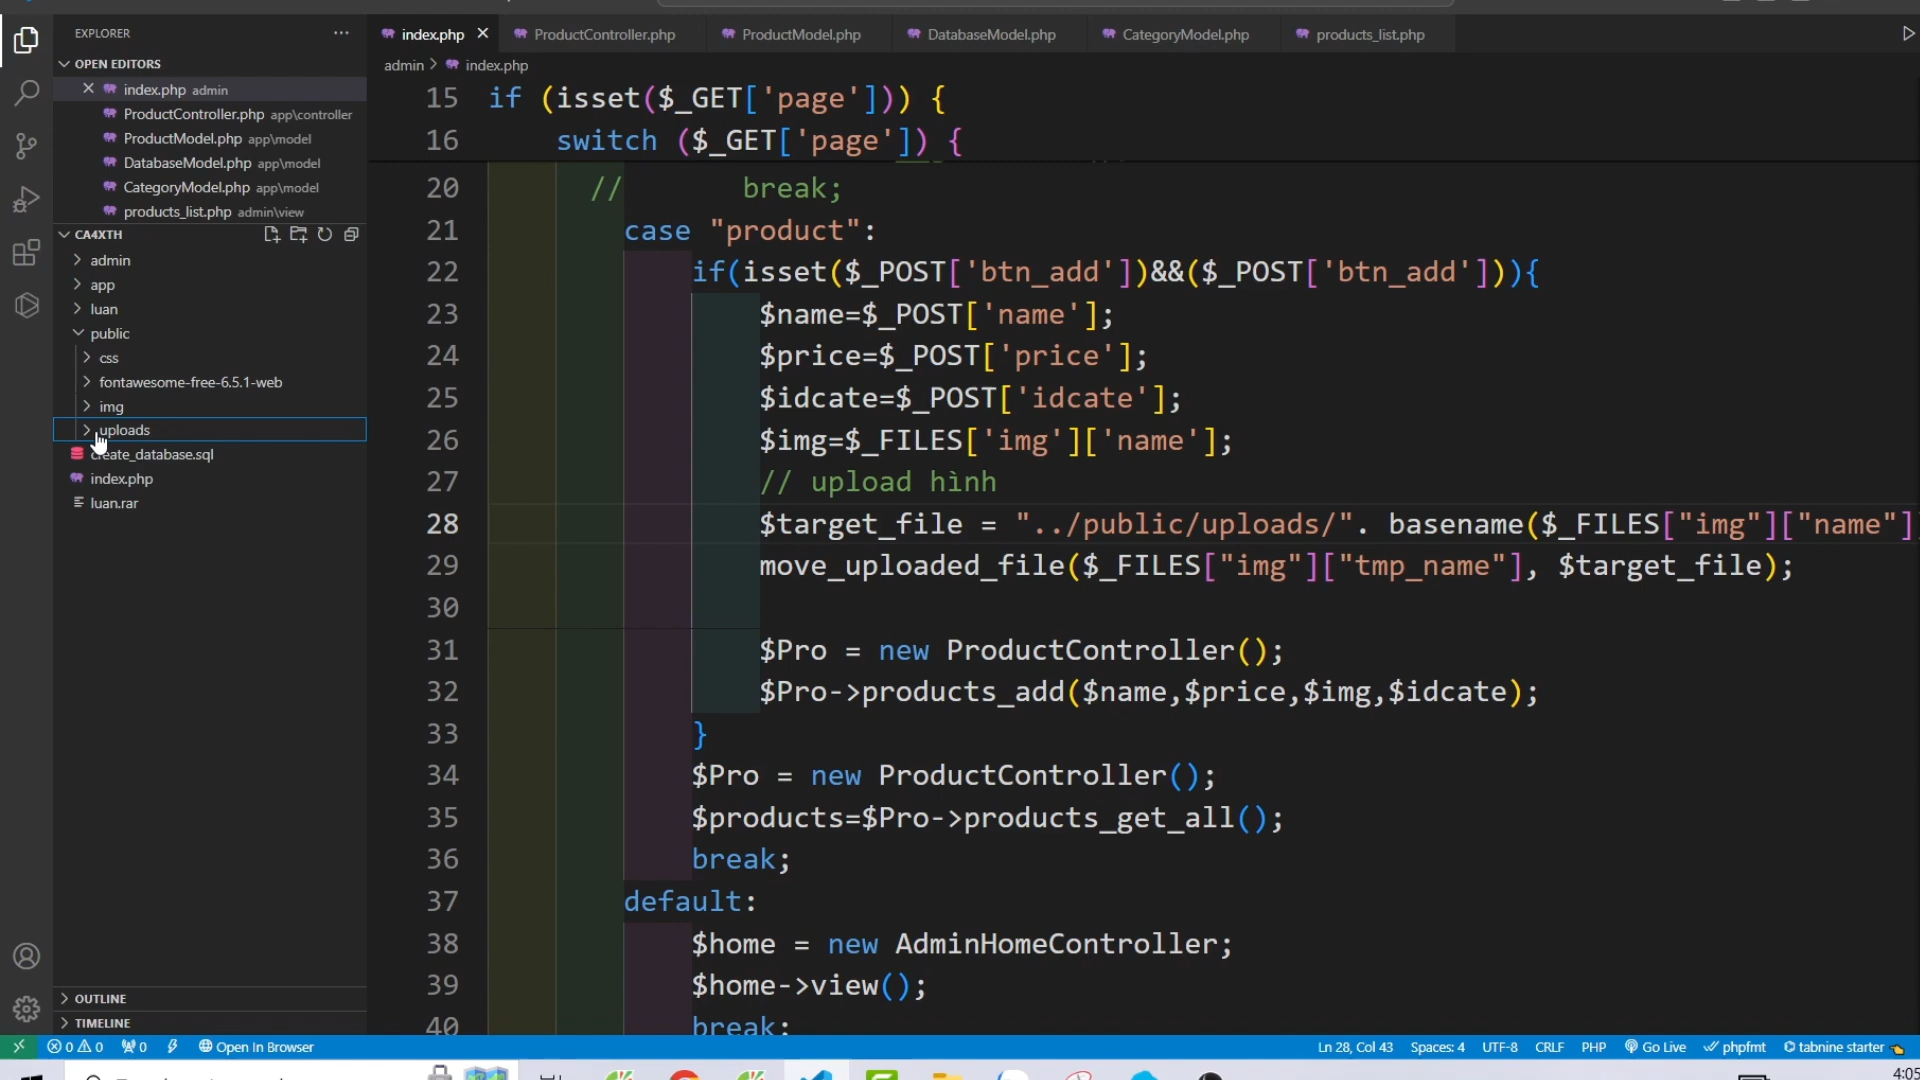 EXPLORER
OPEN EDITORS
index.php admin
ProductController.php app\controller
ProductModel.php app\model
DatabaseModel.php app\model
CategoryModel.php app\model
products_list.php admin\view
CA4XTH
admin
app
luan
public
css
fontawesome-free-6.5.1-web
img
uploads
create_database.sql
index.php
luan.rar
OUTLINE
TIMELINE
index.php
ProductController.php
ProductModel.php
DatabaseModel.php
CategoryModel.php
products_list.php
admin > index.php
15 if (isset($_GET['page'])) {
16 switch ($_GET['page']) {
20 // break;
21 case "product":
22 if(isset($_POST['btn_add'])&&($_POST['btn_add'])){
23 $name=$_POST['name'];
24 $price=$_POST['price'];
25 $idcate=$_POST['idcate'];
26 $img=$_FILES['img']['name'];
27 // upload hình
28 $target_file = "../public/uploads/". basename($_FILES["img"]["name"]
29 move_uploaded_file($_FILES["img"]["tmp_name"], $target_file);
30
31 $Pro = new ProductController();
32 $Pro->products_add($name,$price,$img,$idcate);
33 }
34 $Pro = new ProductController();
35 $products=$Pro->products_get_all();
36 break;
37 default:
38 $home = new AdminHomeController;
39 $home->view();
40 break;
0 0 0 Open In Browser
Ln 28, Col 43 Spaces: 4 UTF-8 CRLF PHP Go Live phpfmt tabnine starter
4:05